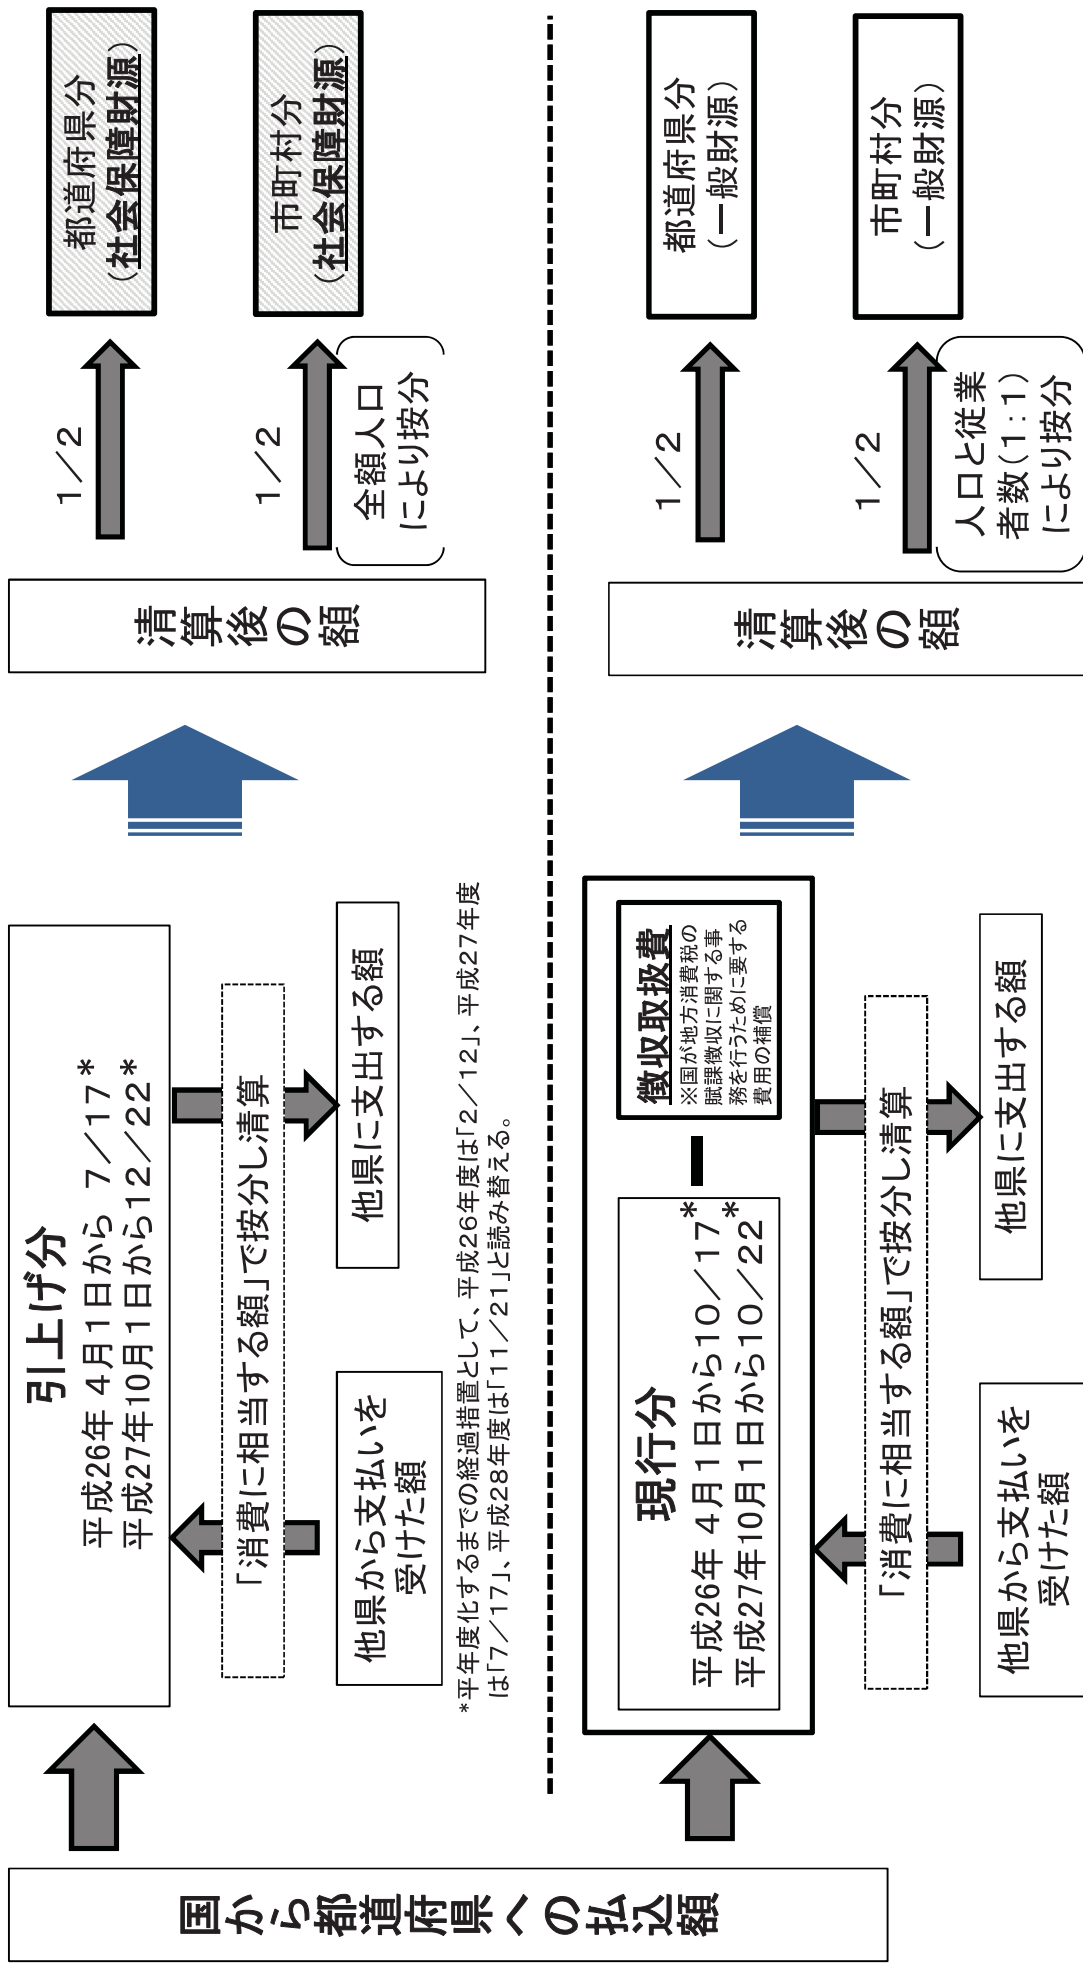 国から都道府県への払込額
引上げ分
平成26年 4月1日から 7/17*
平成27年10月1日から12/22*
「消費に相当する額」で按分し清算
他県から支払いを
受けた額
他県に支出する額
*平年度化するまでの経過措置として、平成26年度は「2/12」、平成27年度
は「7/17」、平成28年度は「11/21」と読み替える。
清算後の額
1/2
都道府県分
(社会保障財源)
1/2
全額人口
により按分
市町村分
(社会保障財源)
現行分
平成26年 4月1日から10/17*
平成27年10月1日から10/22*
ー
徴収取扱費
※国が地方消費税の
賦課徴収に関する事
務を行うために要する
費用の補償
「消費に相当する額」で按分し清算
他県から支払いを
受けた額
他県に支出する額
清算後の額
1/2
都道府県分
(一般財源)
1/2
人口と従業
者数(1:1)
により按分
市町村分
(一般財源)